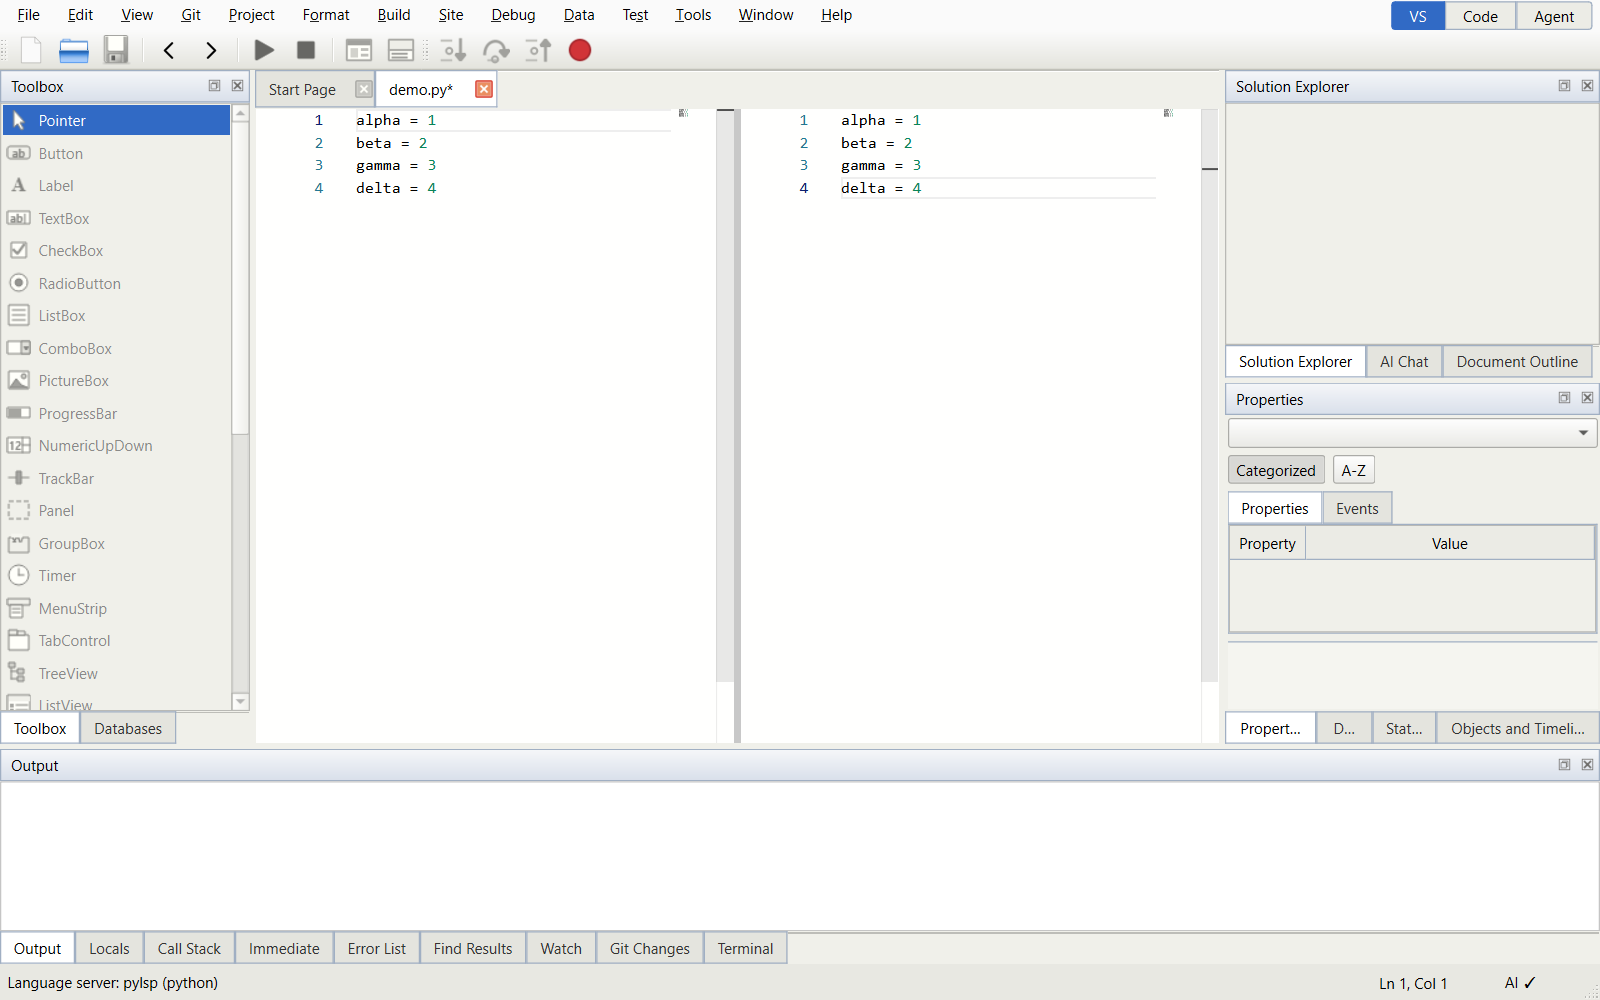 File Edit View Git Project Format Build Site Debug Data Test Tools Window Help
VS Code Agent
Toolbox
Start Page demo.py*
Solution Explorer
Pointer
Button
Label
TextBox
CheckBox
RadioButton
ListBox
ComboBox
PictureBox
ProgressBar
NumericUpDown
TrackBar
Panel
GroupBox
Timer
MenuStrip
TabControl
TreeView
ListView
Toolbox Databases
1 alpha = 1
2 beta = 2
3 gamma = 3
4 delta = 4
1 alpha = 1
2 beta = 2
3 gamma = 3
4 delta = 4
Solution Explorer AI Chat Document Outline
Properties
Categorized A-Z
Properties Events
Property Value
Propert... D... Stat... Objects and Timeli...
Output
Output Locals Call Stack Immediate Error List Find Results Watch Git Changes Terminal
Language server: pylsp (python)
Ln 1, Col 1 AI ✓